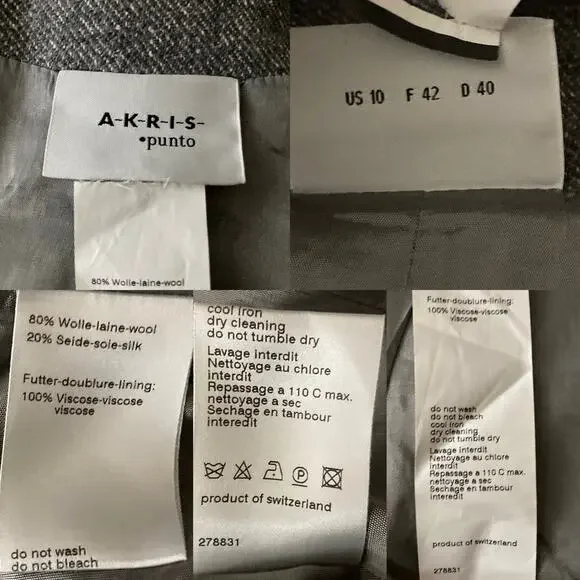 A-K-R-I-S-
•punto
80% Wolle-laine-wool
US 10 F 42 D 40
80% Wolle-laine-wool
20% Seide-soie-silk
Futter-doublure-lining:
100% Viscose-viscose
viscose
do not wash
do not bleach
cool iron
dry cleaning
do not tumble dry
Lavage interdit
Nettoyage au chlore
interdit
Repassage a 110 C max.
nettoyage a sec
Sechage en tambour
interedit
P
product of switzerland
278831
Futter-doublure-lining:
100% Viscose-viscose
viscose
do not wash
do not bleach
cool iron
dry cleaning
do not tumble dry
Lavage interdit
Nettoyage au chlore
interdit
Repassage a 110 C max.
nettoyage a sec
Sechage en tambour
interdit
product of switzerland
278831